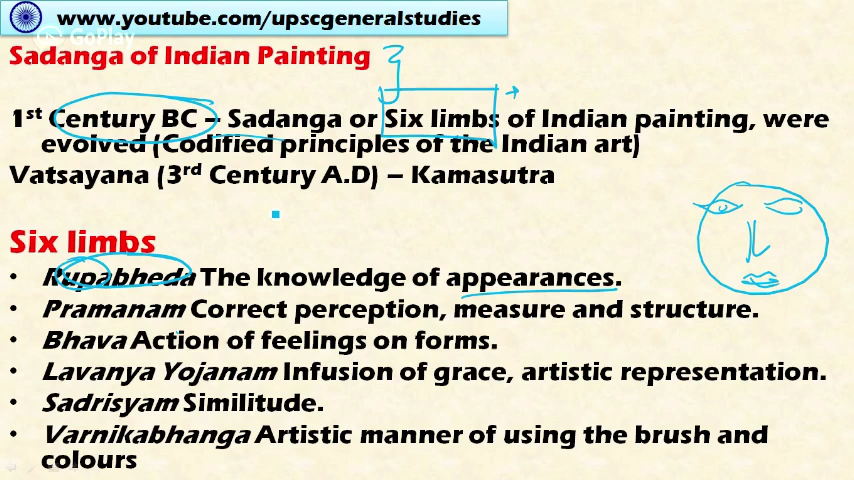 www.youtube.com/upscgeneralstudies
GoPlay
Sadanga of Indian Painting
1st Century BC – Sadanga or Six limbs of Indian painting, were
evolved (Codified principles of the Indian art)
Vatsayana (3rd Century A.D) – Kamasutra
Six limbs
• Rupabheda The knowledge of appearances.
• Pramanam Correct perception, measure and structure.
• Bhava Action of feelings on forms.
• Lavanya Yojanam Infusion of grace, artistic representation.
• Sadrisyam Similitude.
• Varnikabhanga Artistic manner of using the brush and
colours